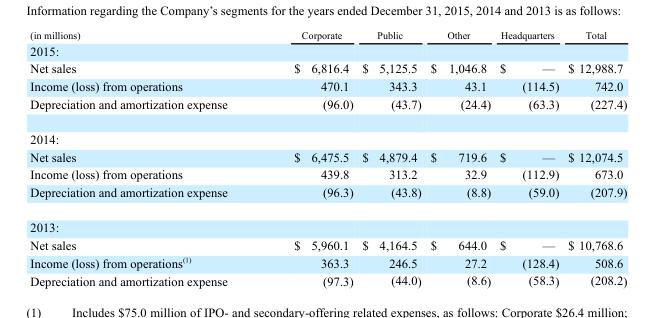 Information regarding the Company’s segments for the years ended December 31, 2015, 2014 and 2013 is as follows:
(in millions) Corporate Public Other Headquarters Total
2015:
Net sales $ 6,816.4 $ 5,125.5 $ 1,046.8 $ — $ 12,988.7
Income (loss) from operations 470.1 343.3 43.1 (114.5) 742.0
Depreciation and amortization expense (96.0) (43.7) (24.4) (63.3) (227.4)
2014:
Net sales $ 6,475.5 $ 4,879.4 $ 719.6 $ — $ 12,074.5
Income (loss) from operations 439.8 313.2 32.9 (112.9) 673.0
Depreciation and amortization expense (96.3) (43.8) (8.8) (59.0) (207.9)
2013:
Net sales $ 5,960.1 $ 4,164.5 $ 644.0 $ — $ 10,768.6
Income (loss) from operations(1) 363.3 246.5 27.2 (128.4) 508.6
Depreciation and amortization expense (97.3) (44.0) (8.6) (58.3) (208.2)
(1) Includes $75.0 million of IPO- and secondary-offering related expenses, as follows: Corporate $26.4 million;